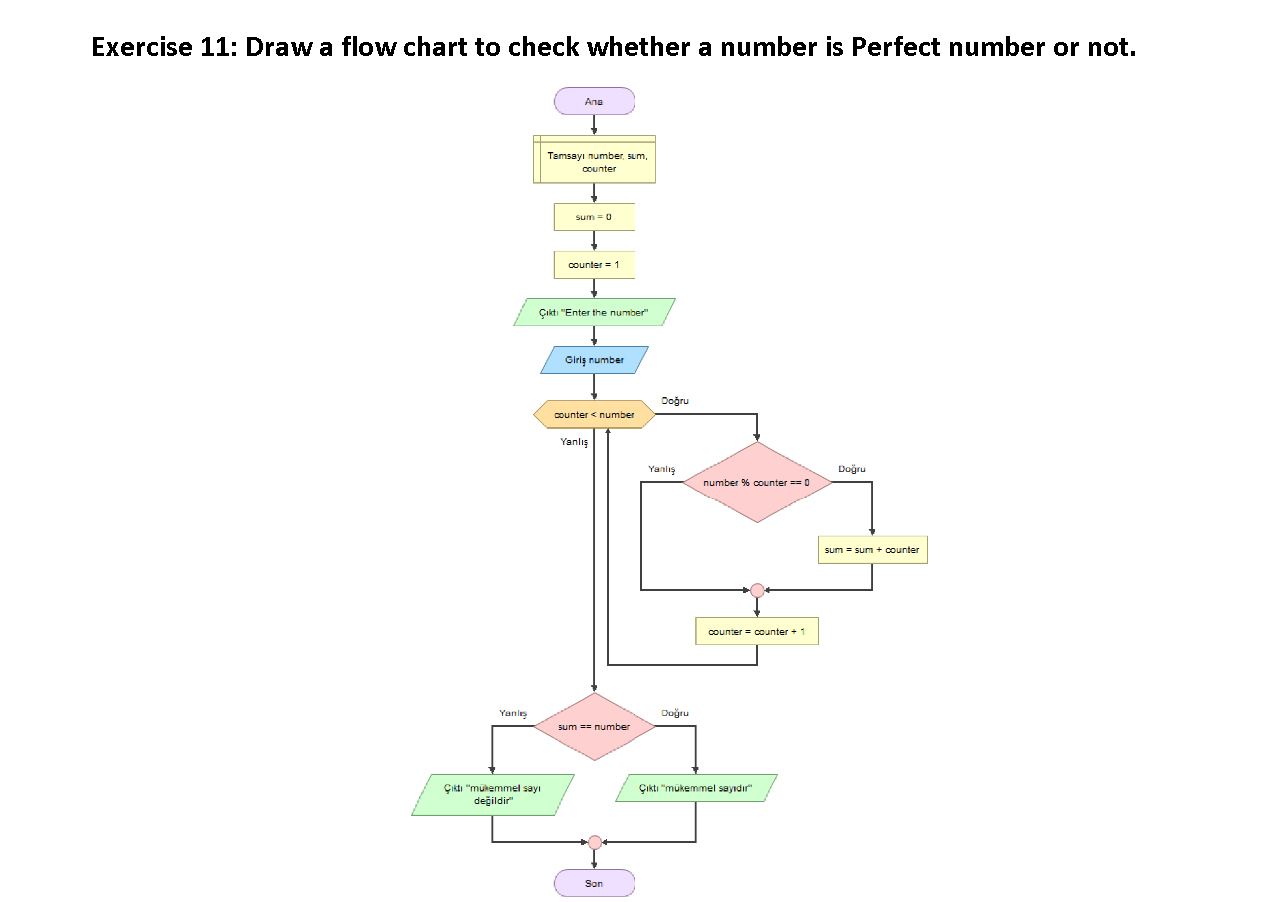 Exercise 11: Draw a flow chart to check whether a number is Perfect number or not.
Ana
Tamsayı number, sum,
counter
sum = 0
counter = 1
Çıktı "Enter the number"
Giriş number
counter < number
Doğru
Yanlış
number % counter == 0
Yanlış
Doğru
sum = sum + counter
counter = counter + 1
sum == number
Yanlış
Doğru
Çıktı "mükemmel sayı
değildir"
Çıktı "mükemmel sayıdır"
Son